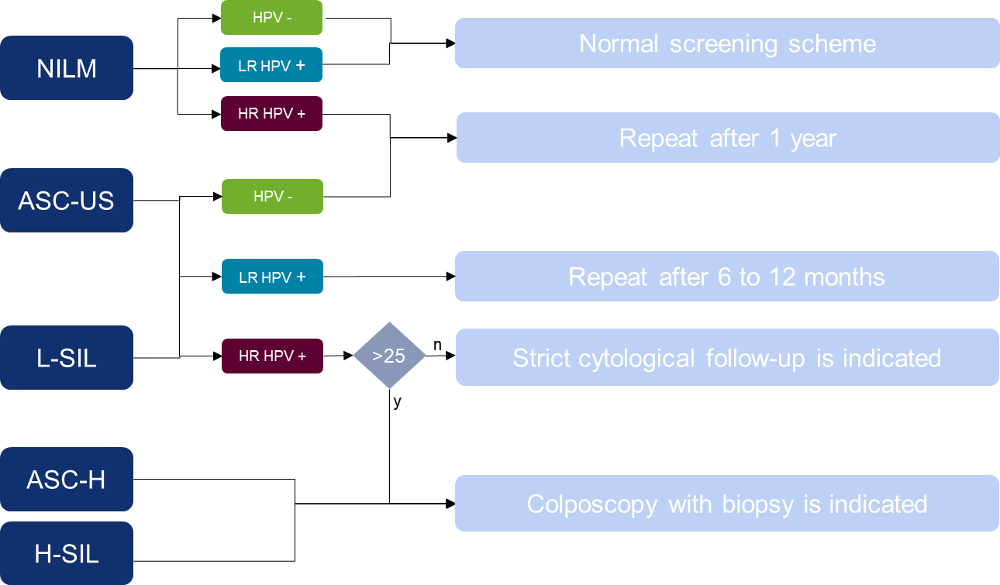 NILM
HPV -
LR HPV +
HR HPV +
Normal screening scheme
Repeat after 1 year
ASC-US
HPV -
LR HPV +
Repeat after 6 to 12 months
L-SIL
HR HPV +
>25
n
y
Strict cytological follow-up is indicated
ASC-H
H-SIL
Colposcopy with biopsy is indicated